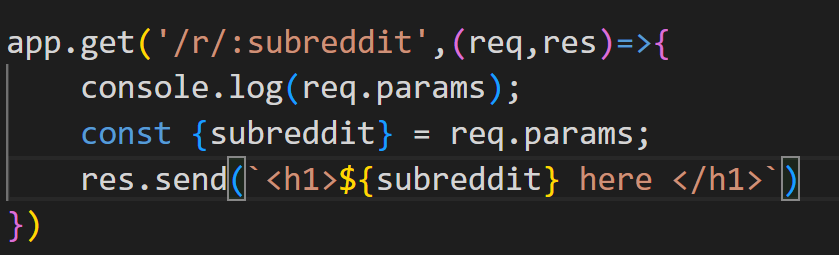 app.get('/r/:subreddit',(req,res)=>{
    console.log(req.params);
    const {subreddit} = req.params;
    res.send(`<h1>${subreddit} here </h1>`)
})